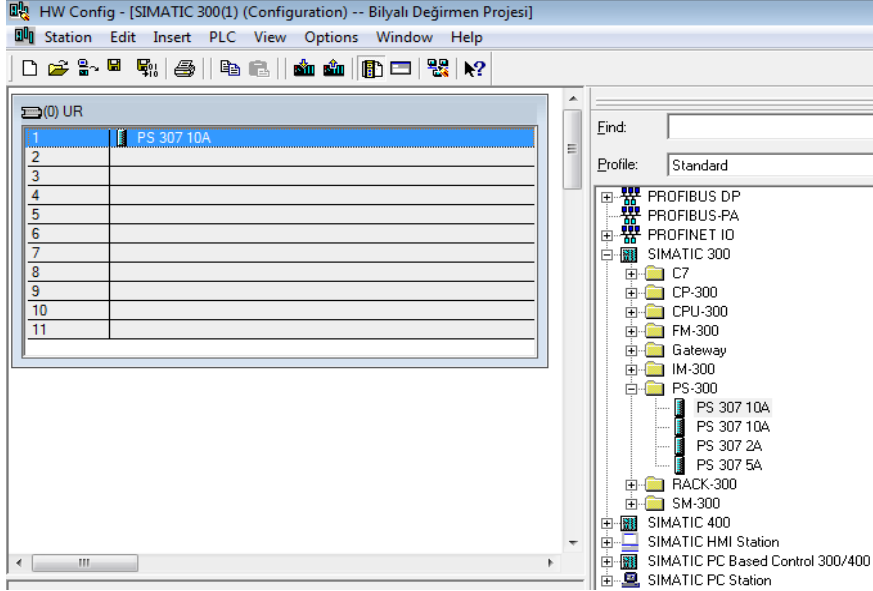 HW Config - [SIMATIC 300(1) (Configuration) -- Bilyalı Değirmen Projesi]
Station Edit Insert PLC View Options Window Help
(0) UR
1 PS 307 10A
2
3
4
5
6
7
8
9
10
11
Find:
Profile: Standard
PROFIBUS DP
PROFIBUS-PA
PROFINET IO
SIMATIC 300
C7
CP-300
CPU-300
FM-300
Gateway
IM-300
PS-300
PS 307 10A
PS 307 10A
PS 307 2A
PS 307 5A
RACK-300
SM-300
SIMATIC 400
SIMATIC HMI Station
SIMATIC PC Based Control 300/400
SIMATIC PC Station